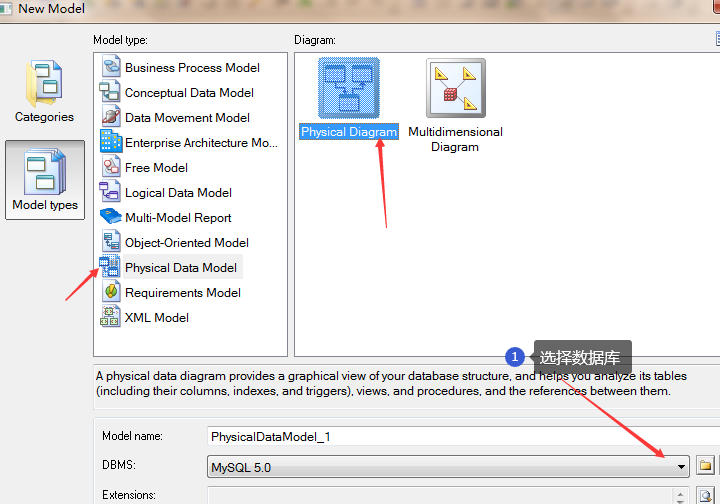 New Model
Model type:
Diagram:
Categories
Model types
Business Process Model
Conceptual Data Model
Data Movement Model
Enterprise Architecture Mo...
Free Model
Logical Data Model
Multi-Model Report
Object-Oriented Model
Physical Data Model
Requirements Model
XML Model
Physical Diagram
Multidimensional
Diagram
1 选择数据库
A physical data diagram provides a graphical view of your database structure, and helps you analyze its tables
(including their columns, indexes, and triggers), views, and procedures, and the references between them.
Model name:
PhysicalDataModel_1
DBMS:
MySQL 5.0
Extensions: